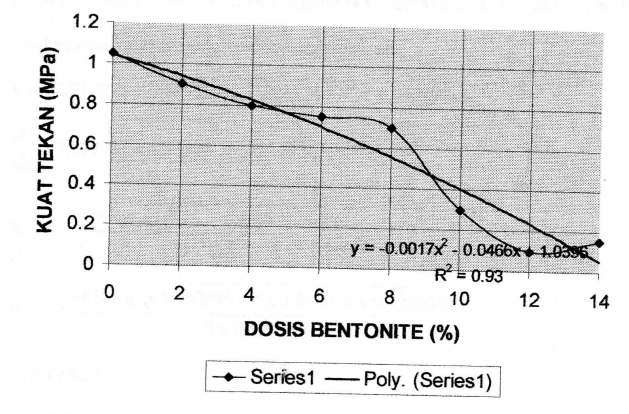 1.2
1
0.8
0.6
0.4
0.2
0
KUAT TEKAN (MPa)
y = -0.0017x² - 0.0466x + 1.0396
R² = 0.93
0 2 4 6 8 10 12 14
DOSIS BENTONITE (%)
Series1 Poly. (Series1)